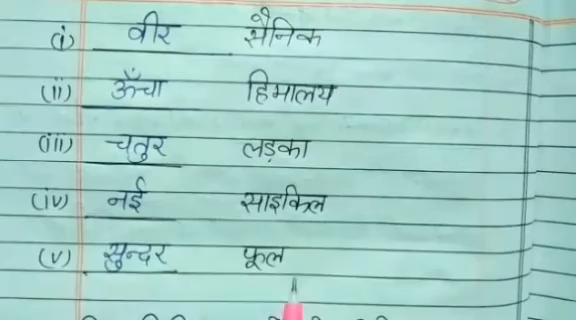 (i) वीर सैनिक
(ii) ऊँचा हिमालय
(iii) चतुर लड़का
(iv) नई साइकिल
(v) सुन्दर फूल